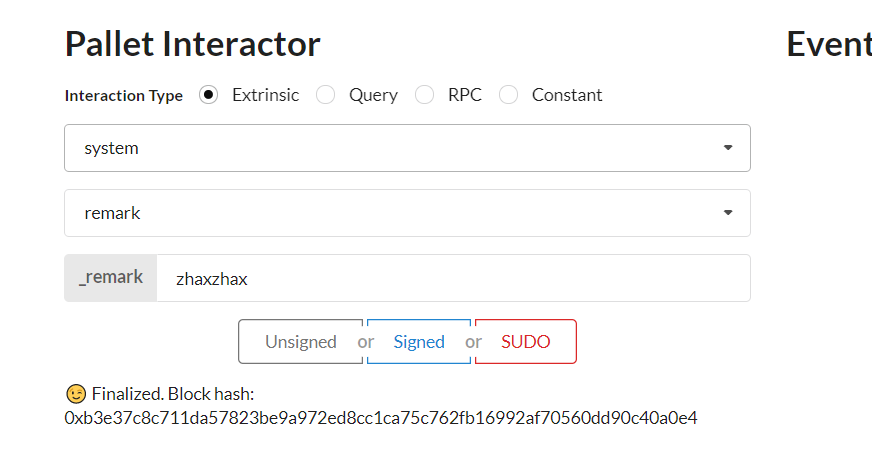 Pallet Interactor
Event
Interaction Type Extrinsic Query RPC Constant
system
remark
_remark zhaxzhax
Unsigned or Signed or SUDO
😉 Finalized. Block hash:
0xb3e37c8c711da57823be9a972ed8cc1ca75c762fb16992af70560dd90c40a0e4